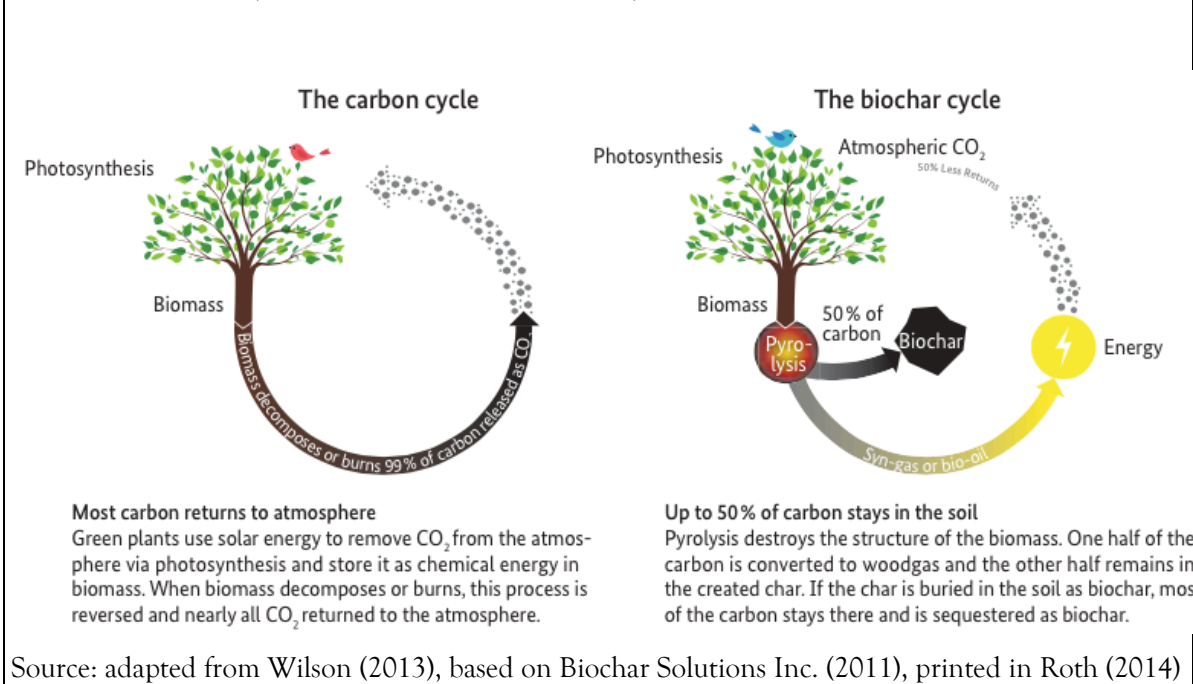 The carbon cycle
Photosynthesis
Biomass
Biomass decomposes or burns 99% of carbon released as CO2
Most carbon returns to atmosphere
Green plants use solar energy to remove CO2 from the atmos-
phere via photosynthesis and store it as chemical energy in
biomass. When biomass decomposes or burns, this process is
reversed and nearly all CO2 returned to the atmosphere.
The biochar cycle
Photosynthesis
Atmospheric CO2
50% Less Returns
Biomass
50% of
carbon
Pyro-
lysis
Biochar
Energy
Syn-gas or bio-oil
Up to 50% of carbon stays in the soil
Pyrolysis destroys the structure of the biomass. One half of the
carbon is converted to woodgas and the other half remains in
the created char. If the char is buried in the soil as biochar, mos
of the carbon stays there and is sequestered as biochar.
Source: adapted from Wilson (2013), based on Biochar Solutions Inc. (2011), printed in Roth (2014)